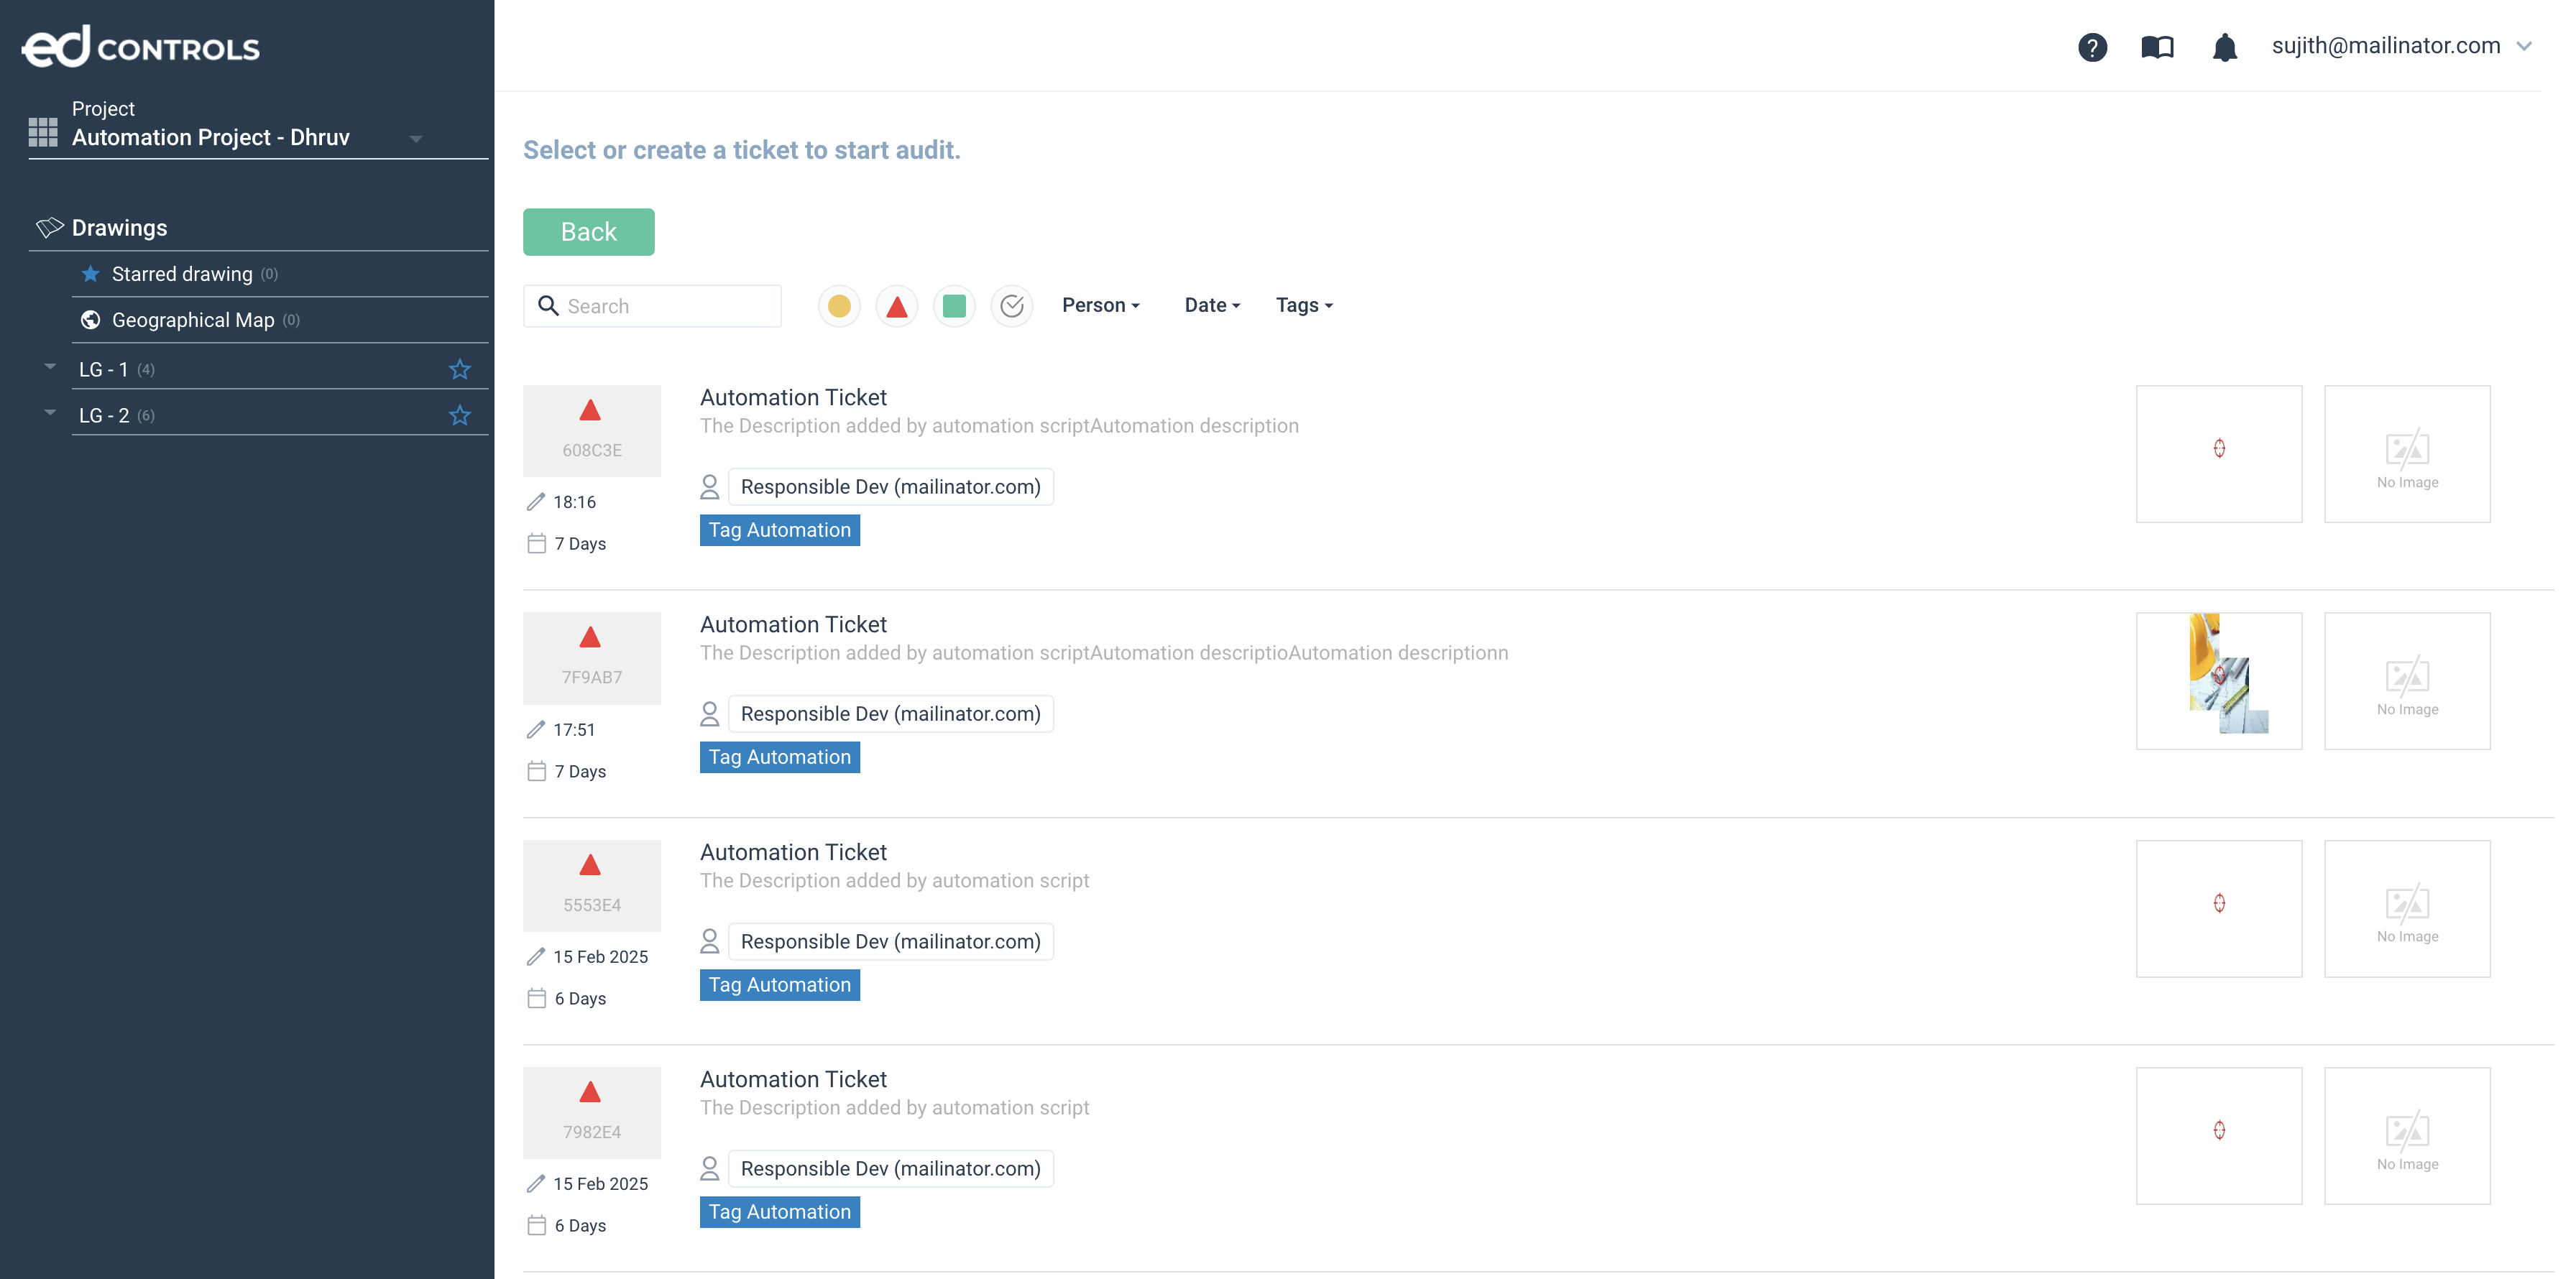 ed CONTROLS
Project
Automation Project - Dhruv
Drawings
Starred drawing (0)
Geographical Map (0)
LG - 1 (4)
LG - 2 (6)
sujith@mailinator.com
Select or create a ticket to start audit.
Back
Search
Person
Date
Tags
608C3E
18:16
7 Days
Automation Ticket
The Description added by automation scriptAutomation description
Responsible Dev (mailinator.com)
Tag Automation
No Image
7F9AB7
17:51
7 Days
Automation Ticket
The Description added by automation scriptAutomation descriptioAutomation descriptionn
Responsible Dev (mailinator.com)
Tag Automation
No Image
5553E4
15 Feb 2025
6 Days
Automation Ticket
The Description added by automation script
Responsible Dev (mailinator.com)
Tag Automation
No Image
7982E4
15 Feb 2025
6 Days
Automation Ticket
The Description added by automation script
Responsible Dev (mailinator.com)
Tag Automation
No Image